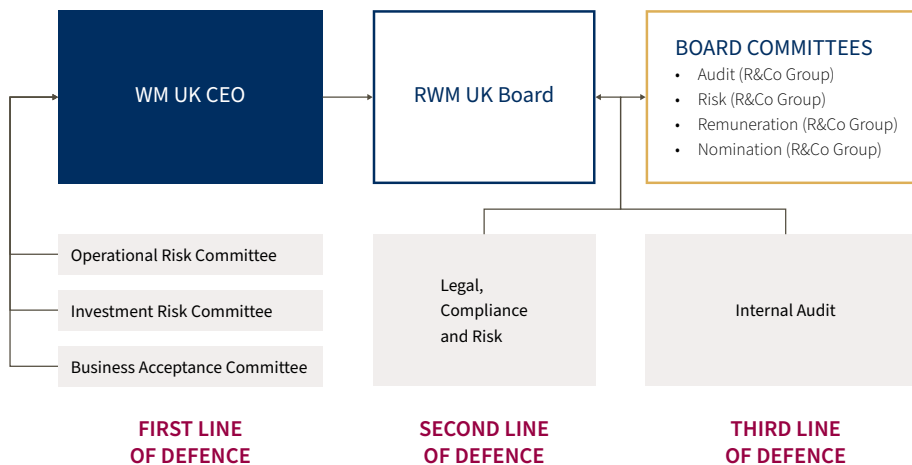 WM UK CEO
RWM UK Board
BOARD COMMITTEES
• Audit (R&Co Group)
• Risk (R&Co Group)
• Remuneration (R&Co Group)
• Nomination (R&Co Group)
Operational Risk Committee
Investment Risk Committee
Business Acceptance Committee
Legal,
Compliance
and Risk
Internal Audit
FIRST LINE
OF DEFENCE
SECOND LINE
OF DEFENCE
THIRD LINE
OF DEFENCE